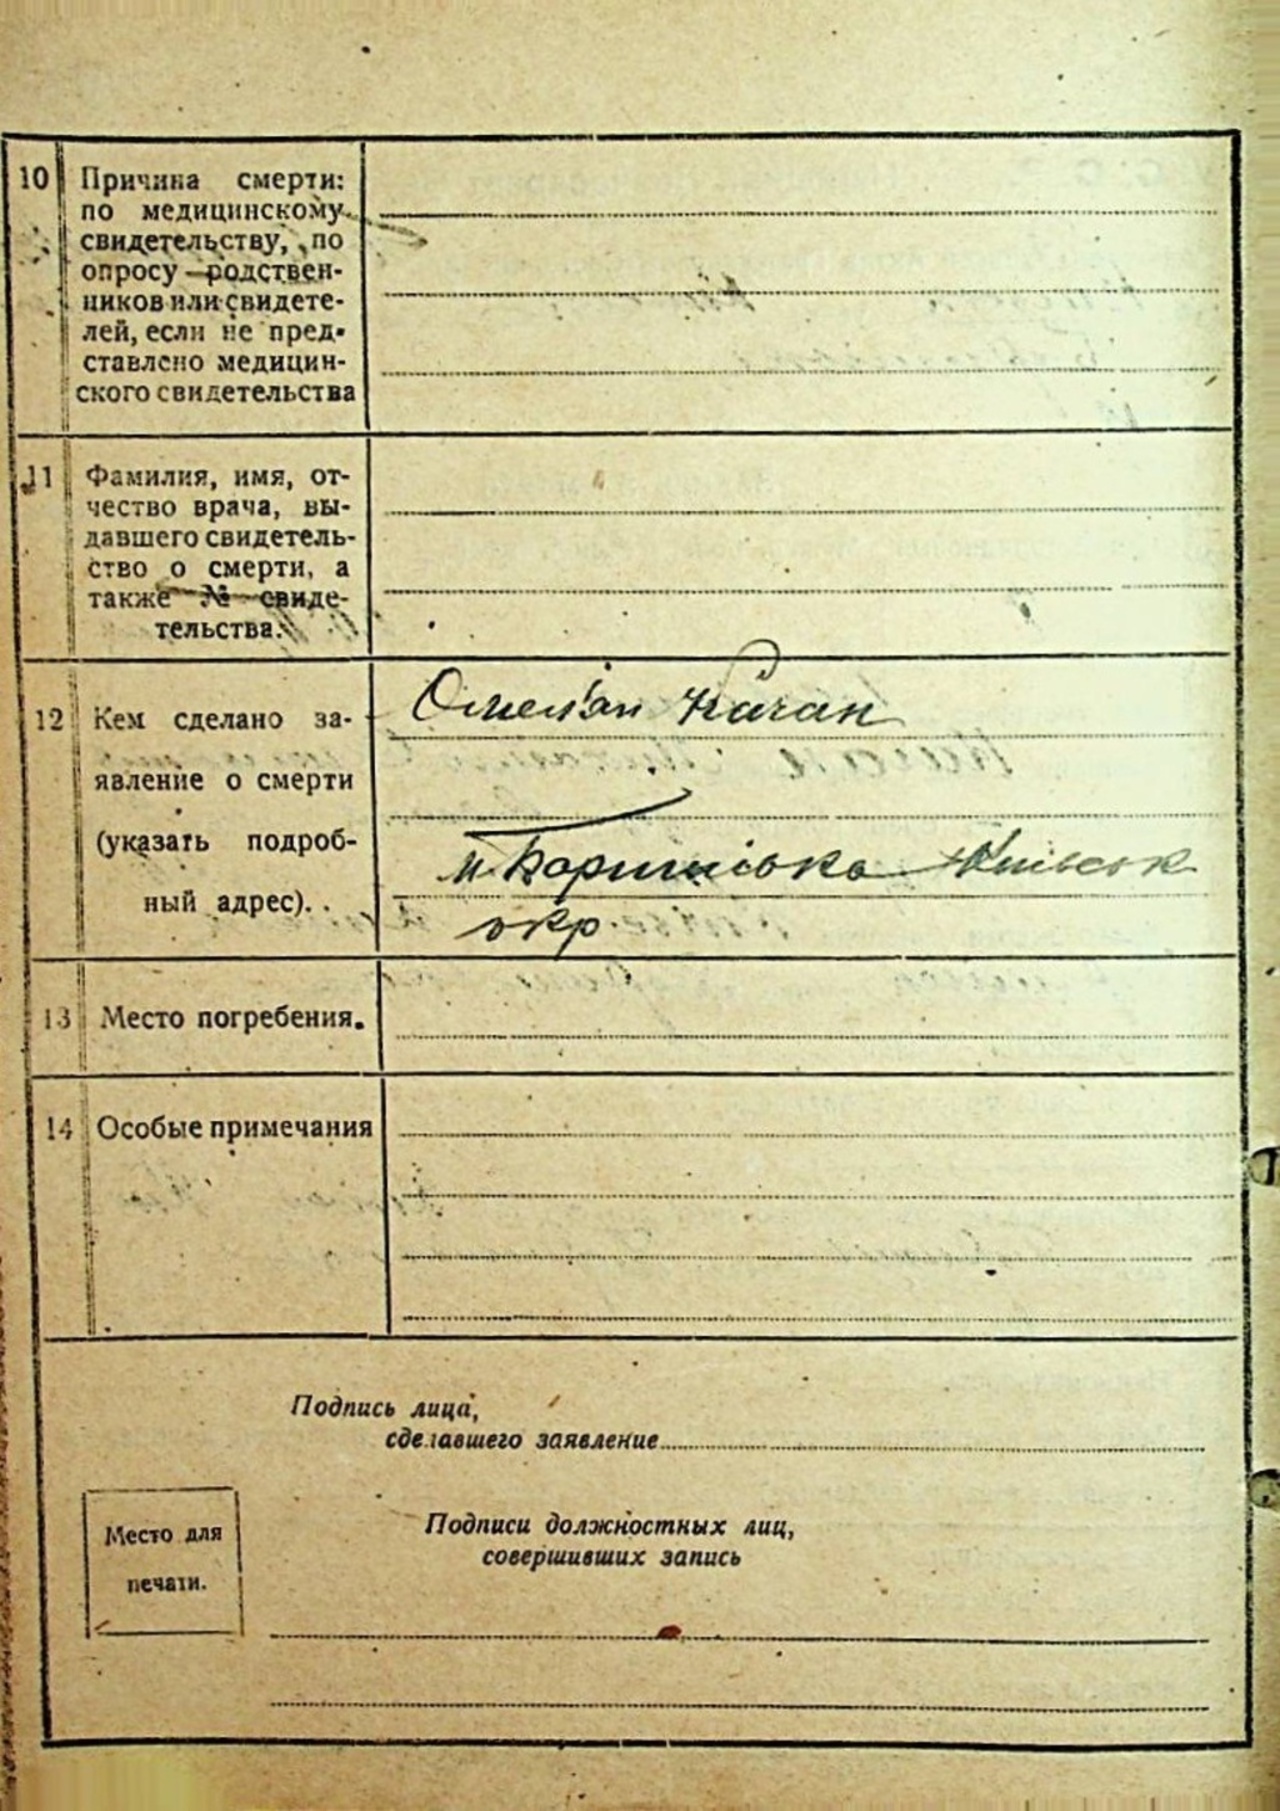 10 Причина смерти:
по медицинскому
свидетельству, по
опросу родствен-
ников или свидете-
лей, если не пред-
ставлено медицин-
ского свидетельства
11 Фамилия, имя, от-
чество врача, вы-
давшего свидетель-
ство о смерти, а
также № свиде-
тельства.
12 Кем сделано за-
явление о смерти
(указать подроб-
ный адрес). .
Омелян Качан
м.
окр.
13 Место погребения.
14 Особые примечания
Подпись лица,
сделавшего заявление
Место для
печати.
Подписи должностных лиц,
совершивших запись